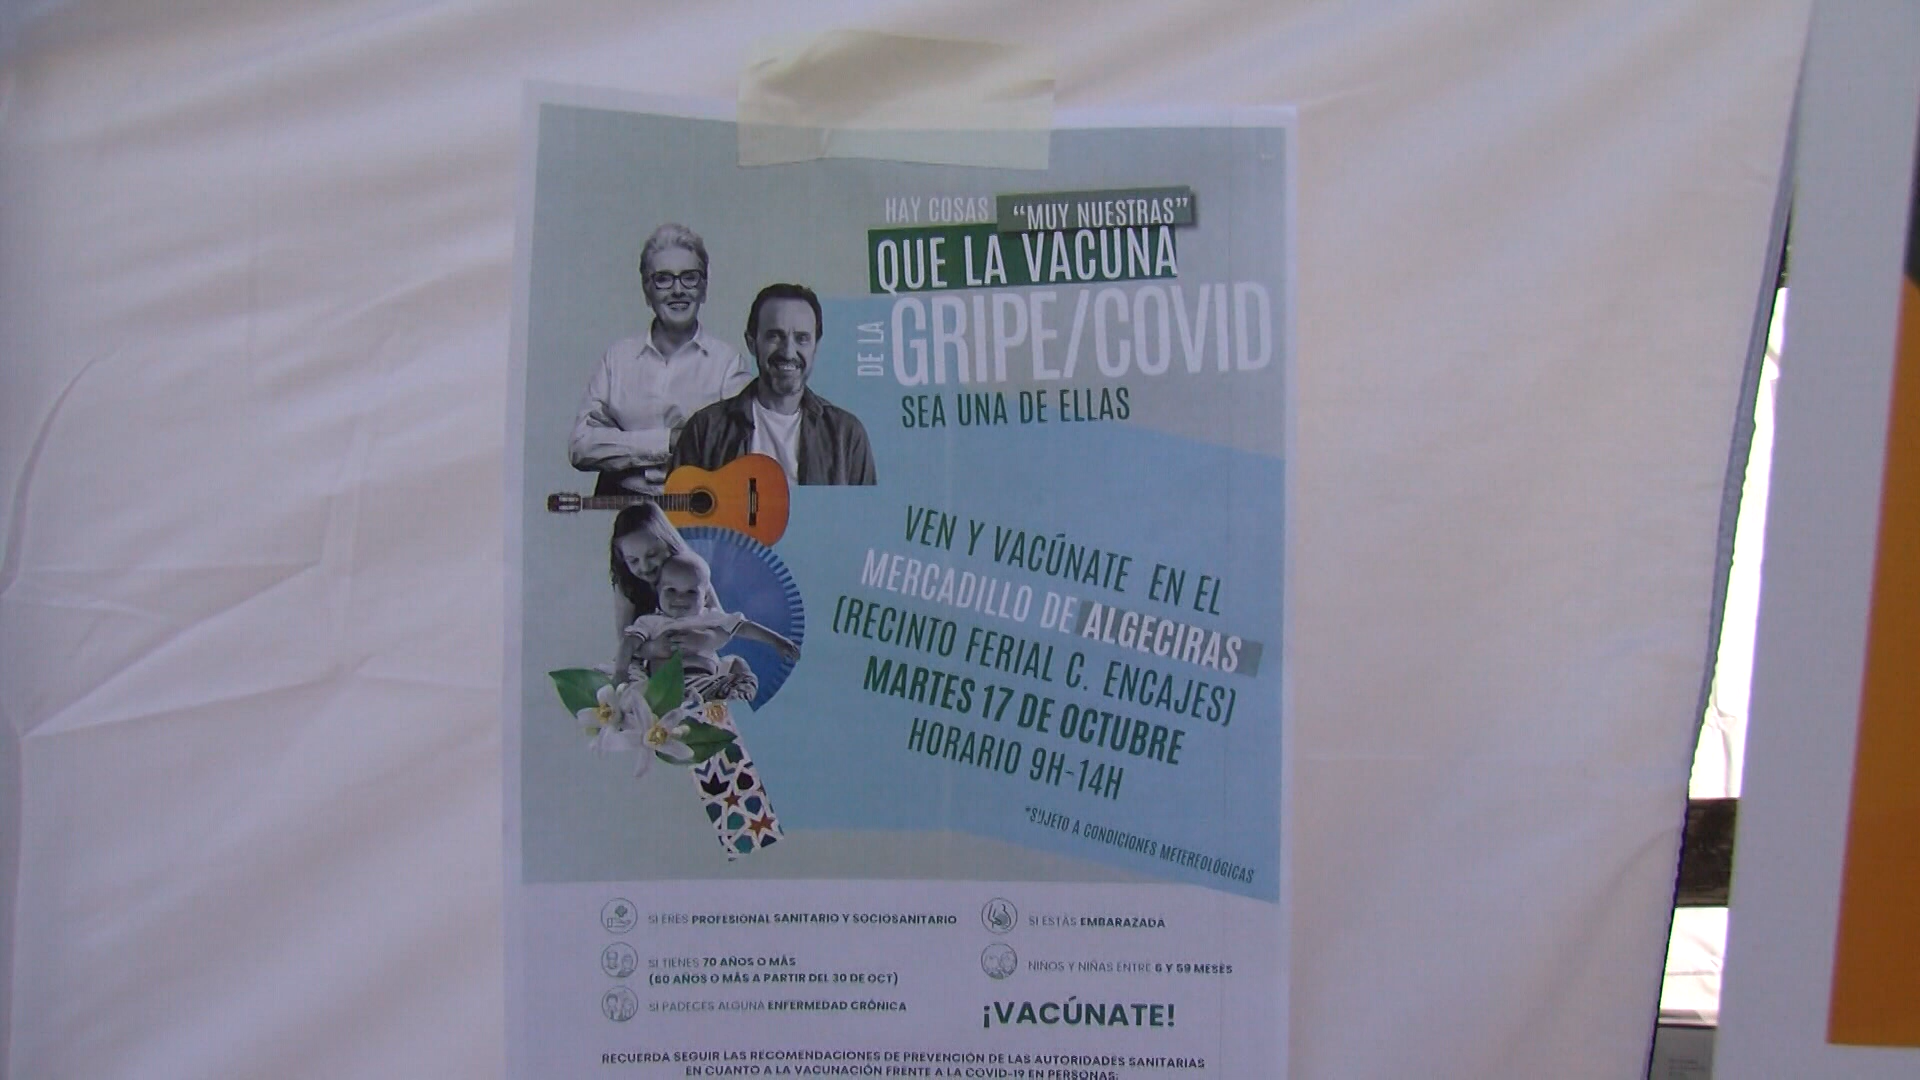 HAY COSAS "MUY NUESTRAS"
QUE LA VACUNA
DE LA GRIPE/COVID
SEA UNA DE ELLAS
VEN Y VACÚNATE EN EL
MERCADILLO DE ALGECIRAS
(RECINTO FERIAL C. ENCAJES)
MARTES 17 DE OCTUBRE
HORARIO 9H-14H
*SUJETO A CONDICIONES METEREOLÓGICAS
SI ERES PROFESIONAL SANITARIO Y SOCIOSANITARIO
SI TIENES 70 AÑOS O MÁS
(60 AÑOS O MÁS A PARTIR DEL 30 DE OCT)
SI PADECES ALGUNA ENFERMEDAD CRÓNICA
SI ESTÁS EMBARAZADA
NIÑOS Y NIÑAS ENTRE 6 Y 59 MESES
¡VACÚNATE!
RECUERDA SEGUIR LAS RECOMENDACIONES DE PREVENCIÓN DE LAS AUTORIDADES SANITARIAS
EN CUANTO A LA VACUNACIÓN FRENTE A LA COVID-19 EN PERSONAS: